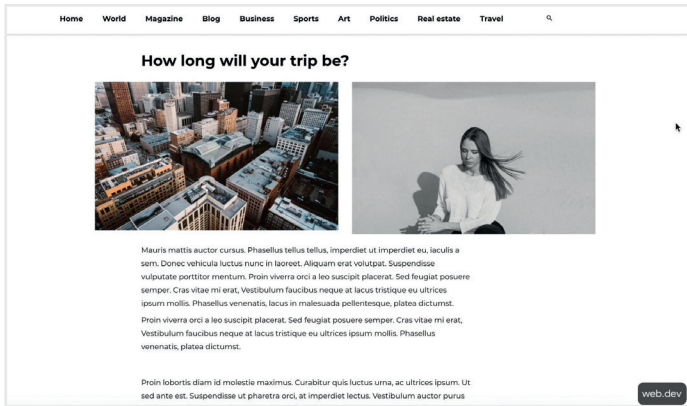 Home World Magazine Blog Business Sports Art Politics Real estate Travel
How long will your trip be?
Mauris mattis auctor cursus. Phasellus tellus tellus, imperdiet ut imperdiet eu, iaculis a
sem. Donec vehicula luctus nunc in laoreet. Aliquam erat volutpat. Suspendisse
vulputate porttitor mentum. Proin viverra orci a leo suscipit placerat. Sed feugiat posuere
semper. Cras vitae mi erat, Vestibulum faucibus neque at lacus tristique eu ultrices
ipsum mollis. Phasellus venenatis, lacus in malesuada pellentesque, platea dictumst.
Proin viverra orci a leo suscipit placerat. Sed feugiat posuere semper. Cras vitae mi erat,
Vestibulum faucibus neque at lacus tristique eu ultrices ipsum mollis. Phasellus
venenatis, platea dictumst.
Proin lobortis diam id molestie maximus. Curabitur quis luctus urna, ac ultrices ipsum. Ut
sed ante est. Suspendisse ut pharetra orci, at imperdiet lectus. Vestibulum auctor purus
web.dev